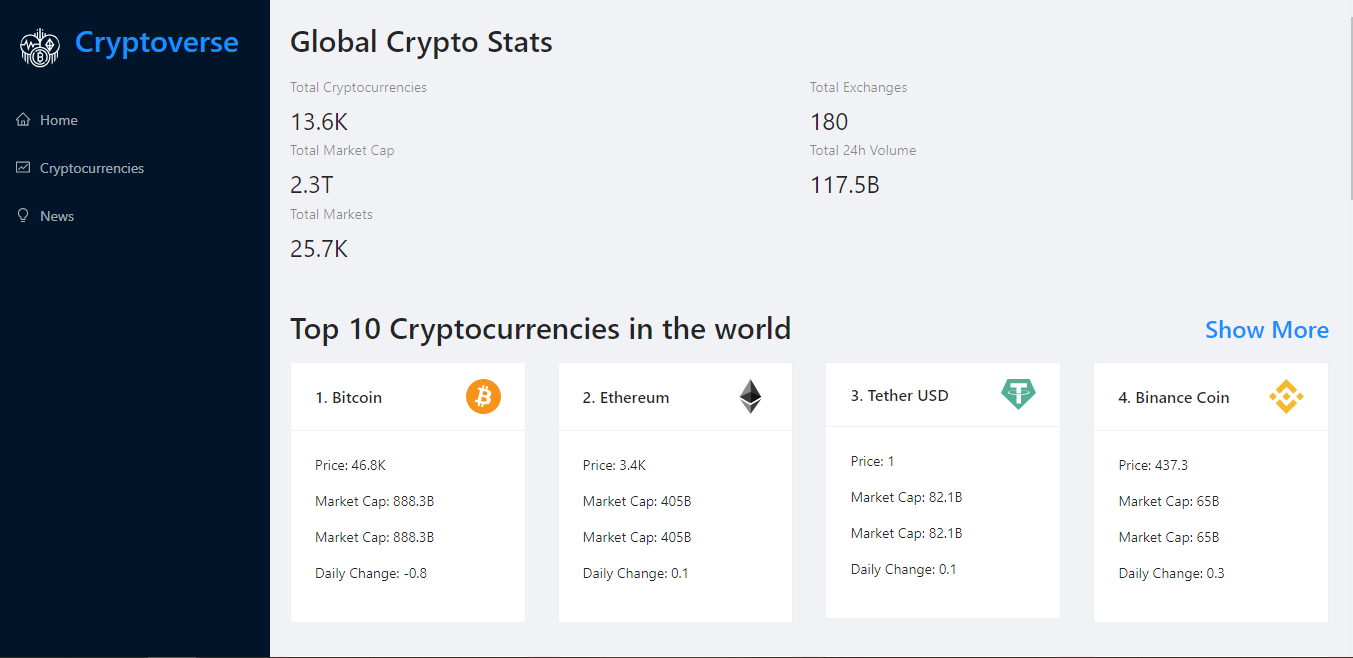 Cryptoverse
Home
Cryptocurrencies
News
Global Crypto Stats
Total Cryptocurrencies
13.6K
Total Exchanges
180
Total Market Cap
2.3T
Total 24h Volume
117.5B
Total Markets
25.7K
Top 10 Cryptocurrencies in the world
Show More
1. Bitcoin
Price: 46.8K
Market Cap: 888.3B
Market Cap: 888.3B
Daily Change: -0.8
2. Ethereum
Price: 3.4K
Market Cap: 405B
Market Cap: 405B
Daily Change: 0.1
3. Tether USD
Price: 1
Market Cap: 82.1B
Market Cap: 82.1B
Daily Change: 0.1
4. Binance Coin
Price: 437.3
Market Cap: 65B
Market Cap: 65B
Daily Change: 0.3